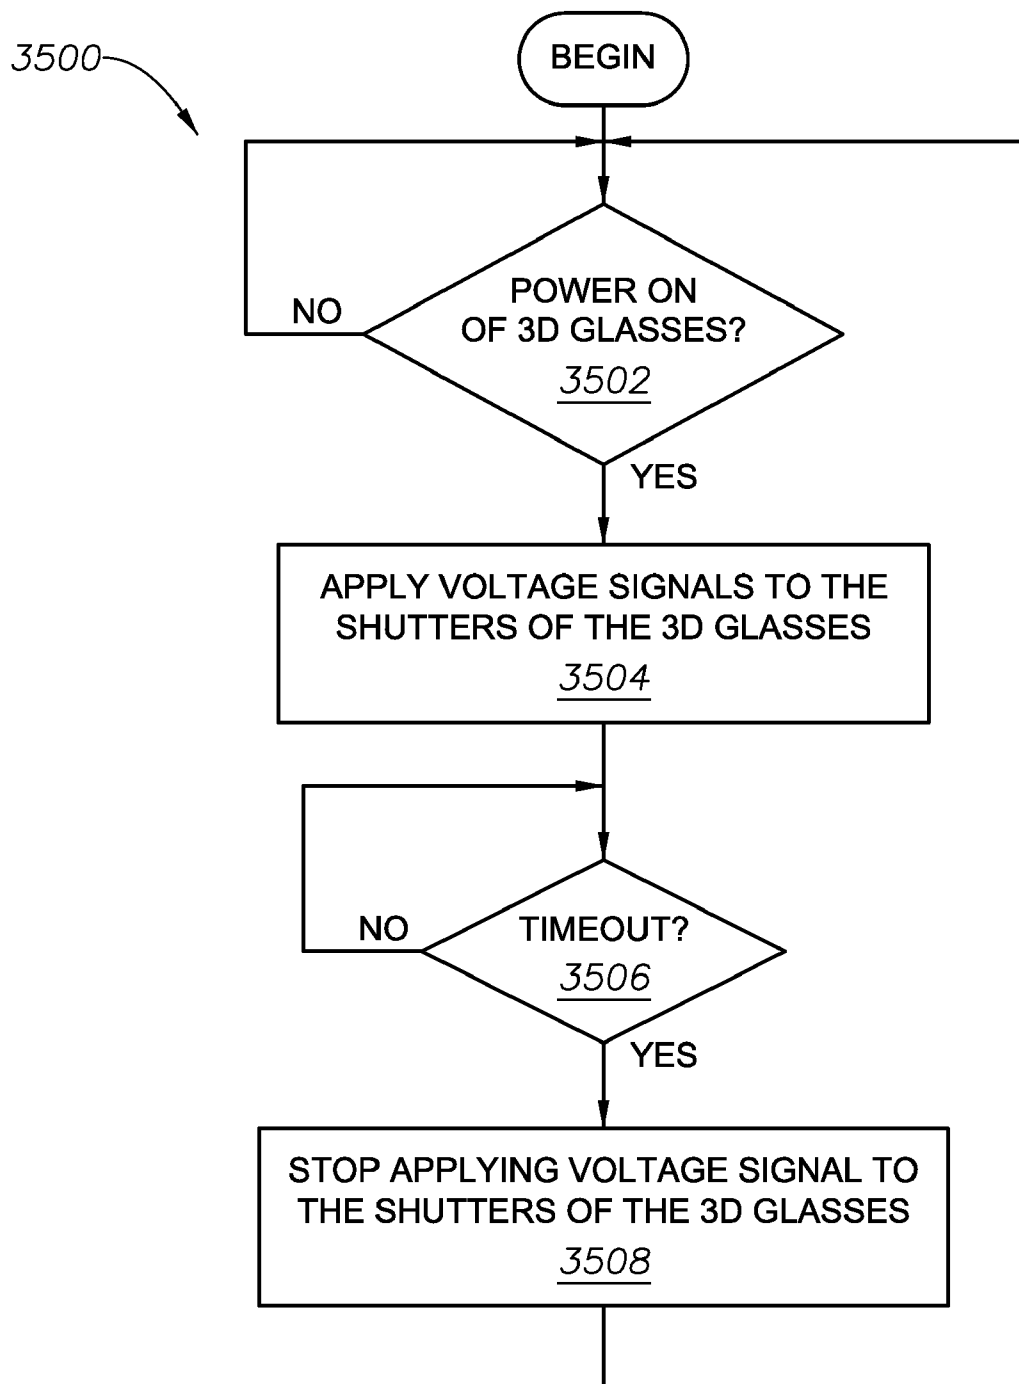 3500
BEGIN
POWER ON
OF 3D GLASSES?
3502
NO
YES
APPLY VOLTAGE SIGNALS TO THE
SHUTTERS OF THE 3D GLASSES
3504
TIMEOUT?
NO
3506
YES
STOP APPLYING VOLTAGE SIGNAL TO
THE SHUTTERS OF THE 3D GLASSES
3508